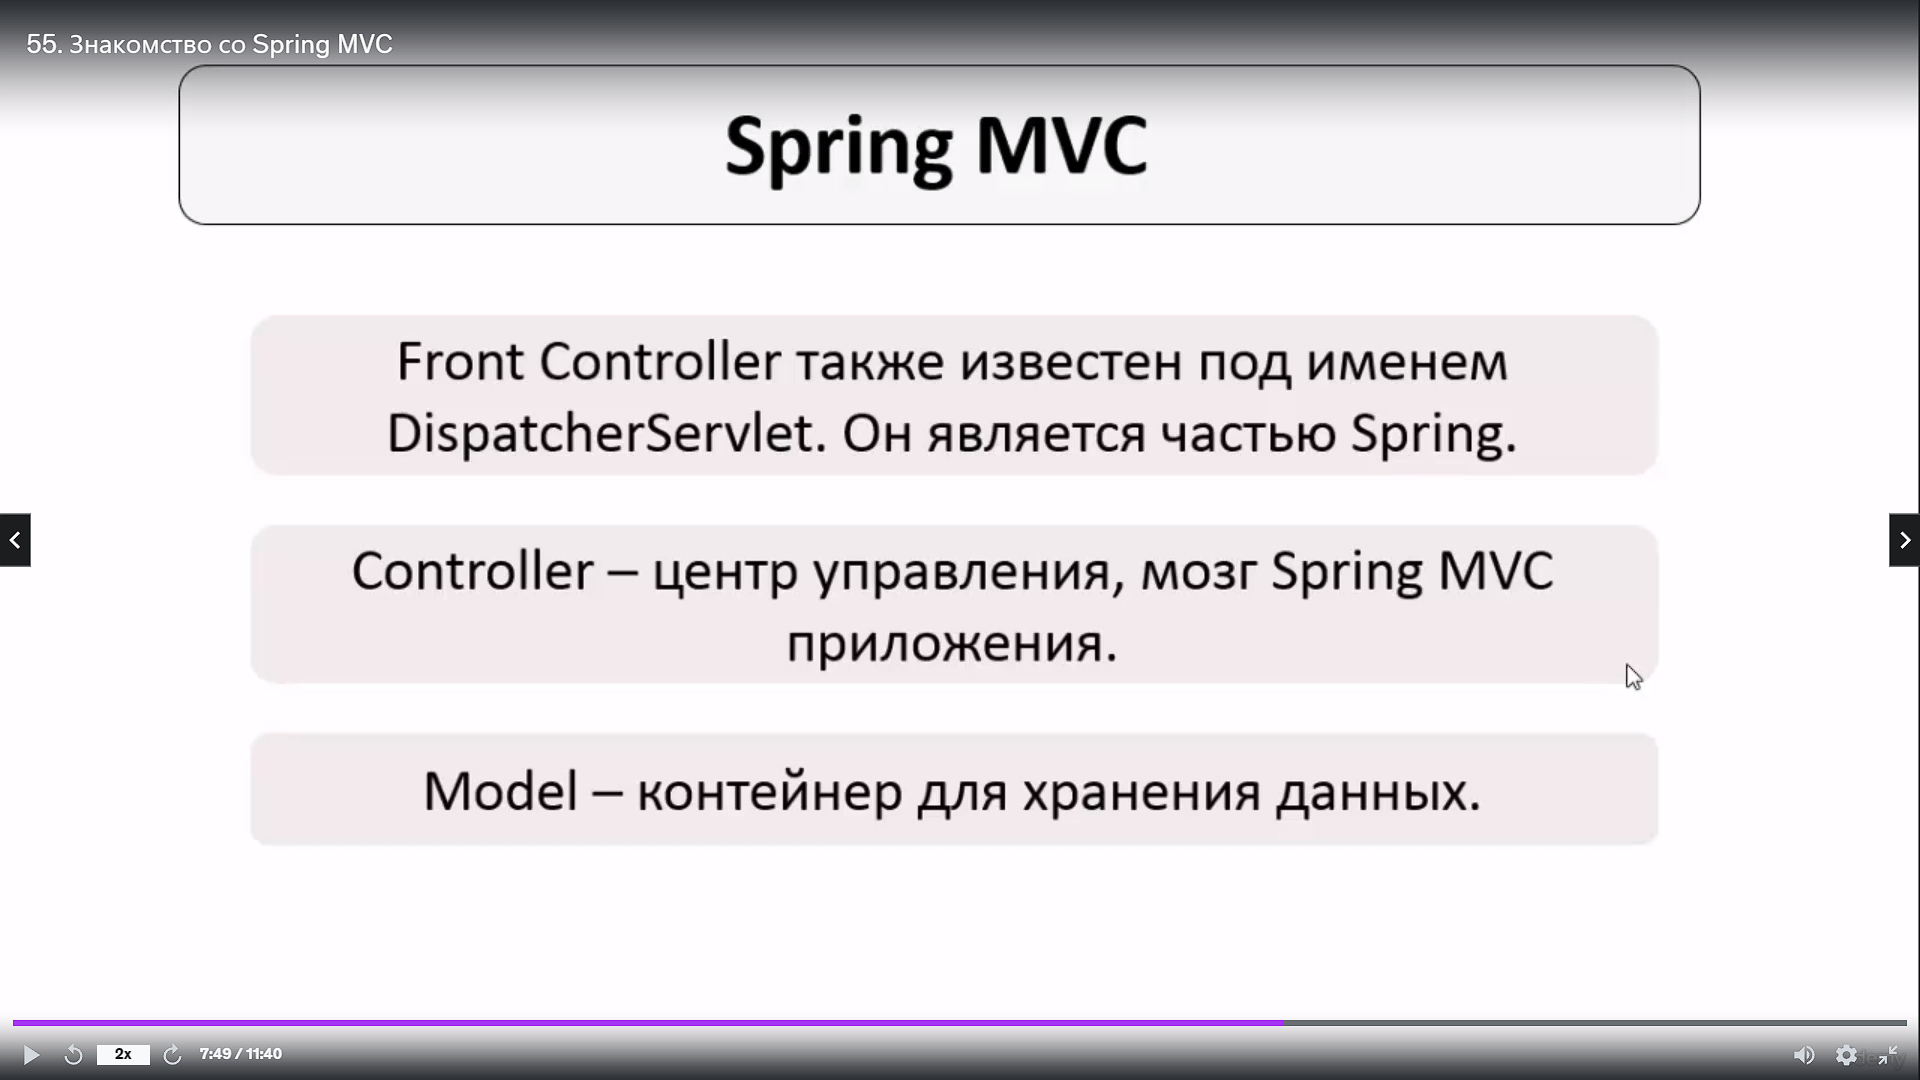 55. Знакомство со Spring MVC
Spring MVC
Front Controller также известен под именем
DispatcherServlet. Он является частью Spring.
Controller – центр управления, мозг Spring MVC
приложения.
Model – контейнер для хранения данных.
2x
7:49 / 11:40